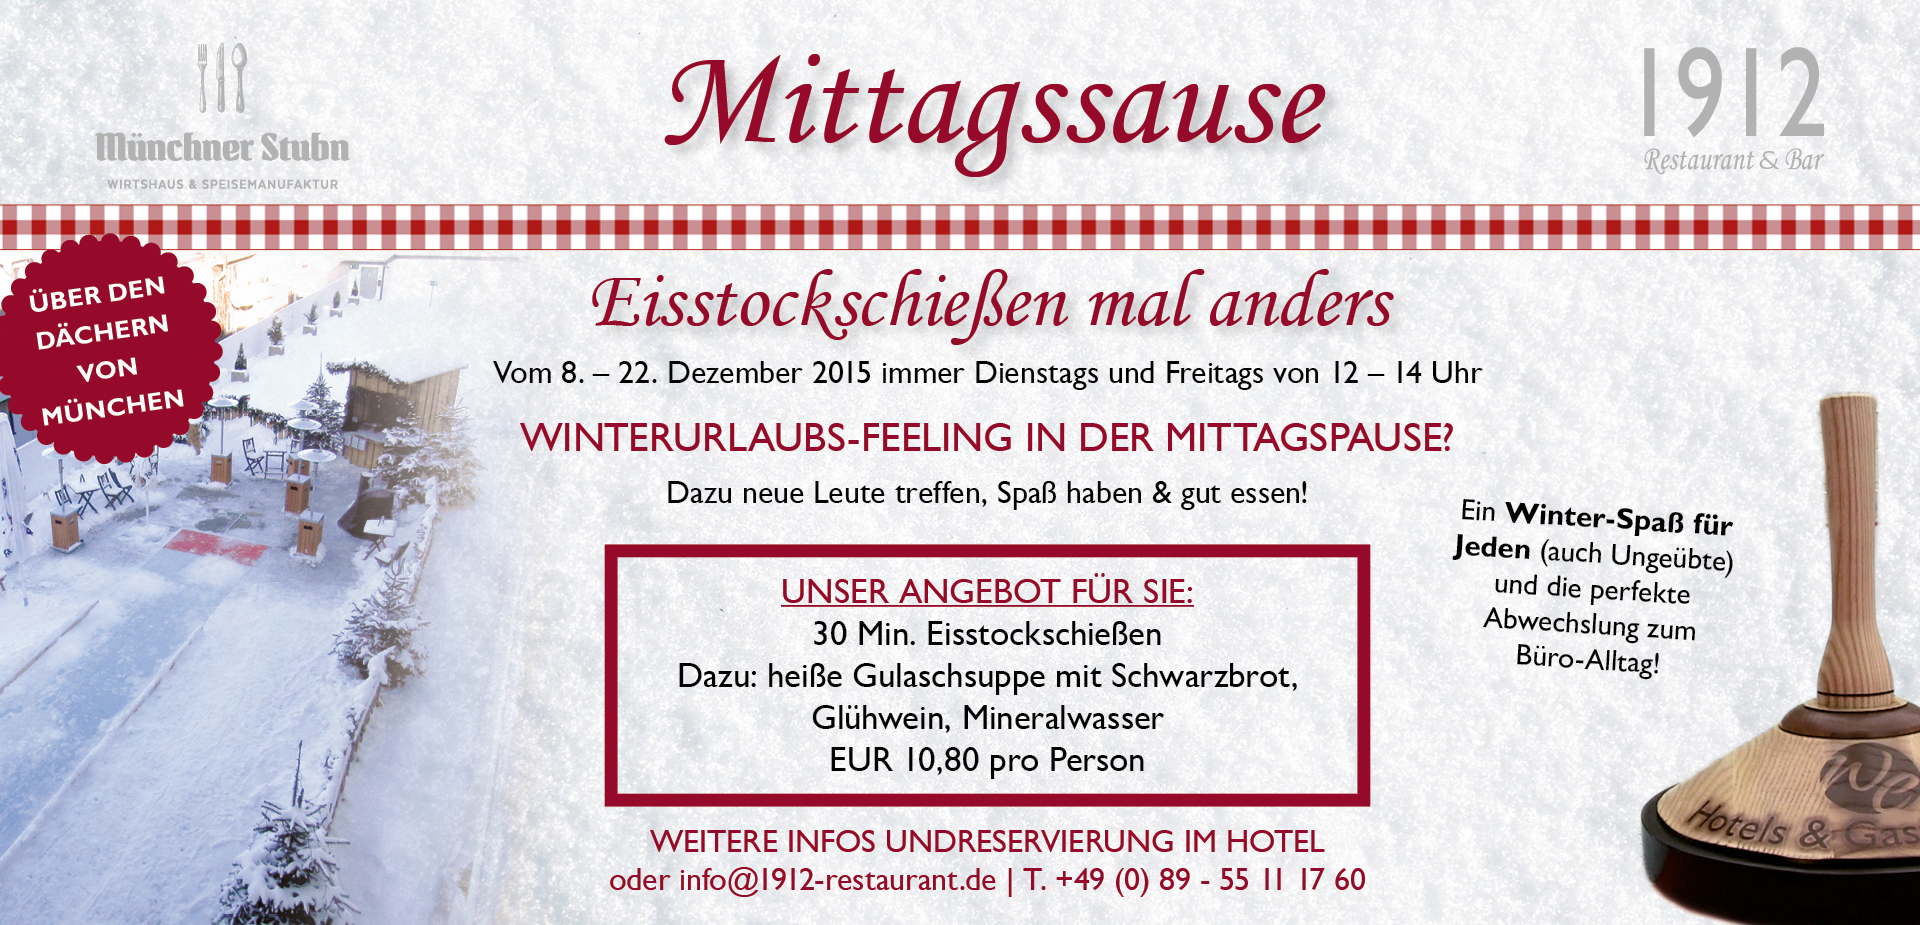 Münchner Stubn
WIRTSHAUS & SPEISEMANUFAKTUR
Mittagssause
1912
Restaurant & Bar
ÜBER DEN
DÄCHERN
VON
MÜNCHEN
Eisstockschießen mal anders
Vom 8. – 22. Dezember 2015 immer Dienstags und Freitags von 12 – 14 Uhr
WINTERURLAUBS-FEELING IN DER MITTAGSPAUSE?
Dazu neue Leute treffen, Spaß haben & gut essen!
UNSER ANGEBOT FÜR SIE:
30 Min. Eisstockschießen
Dazu: heiße Gulaschsuppe mit Schwarzbrot,
Glühwein, Mineralwasser
EUR 10,80 pro Person
Ein Winter-Spaß für
Jeden (auch Ungeübte)
und die perfekte
Abwechslung zum
Büro-Alltag!
We
Hotels & Gas
WEITERE INFOS UNDRESERVIERUNG IM HOTEL
oder info@1912-restaurant.de | T. +49 (0) 89 - 55 11 17 60